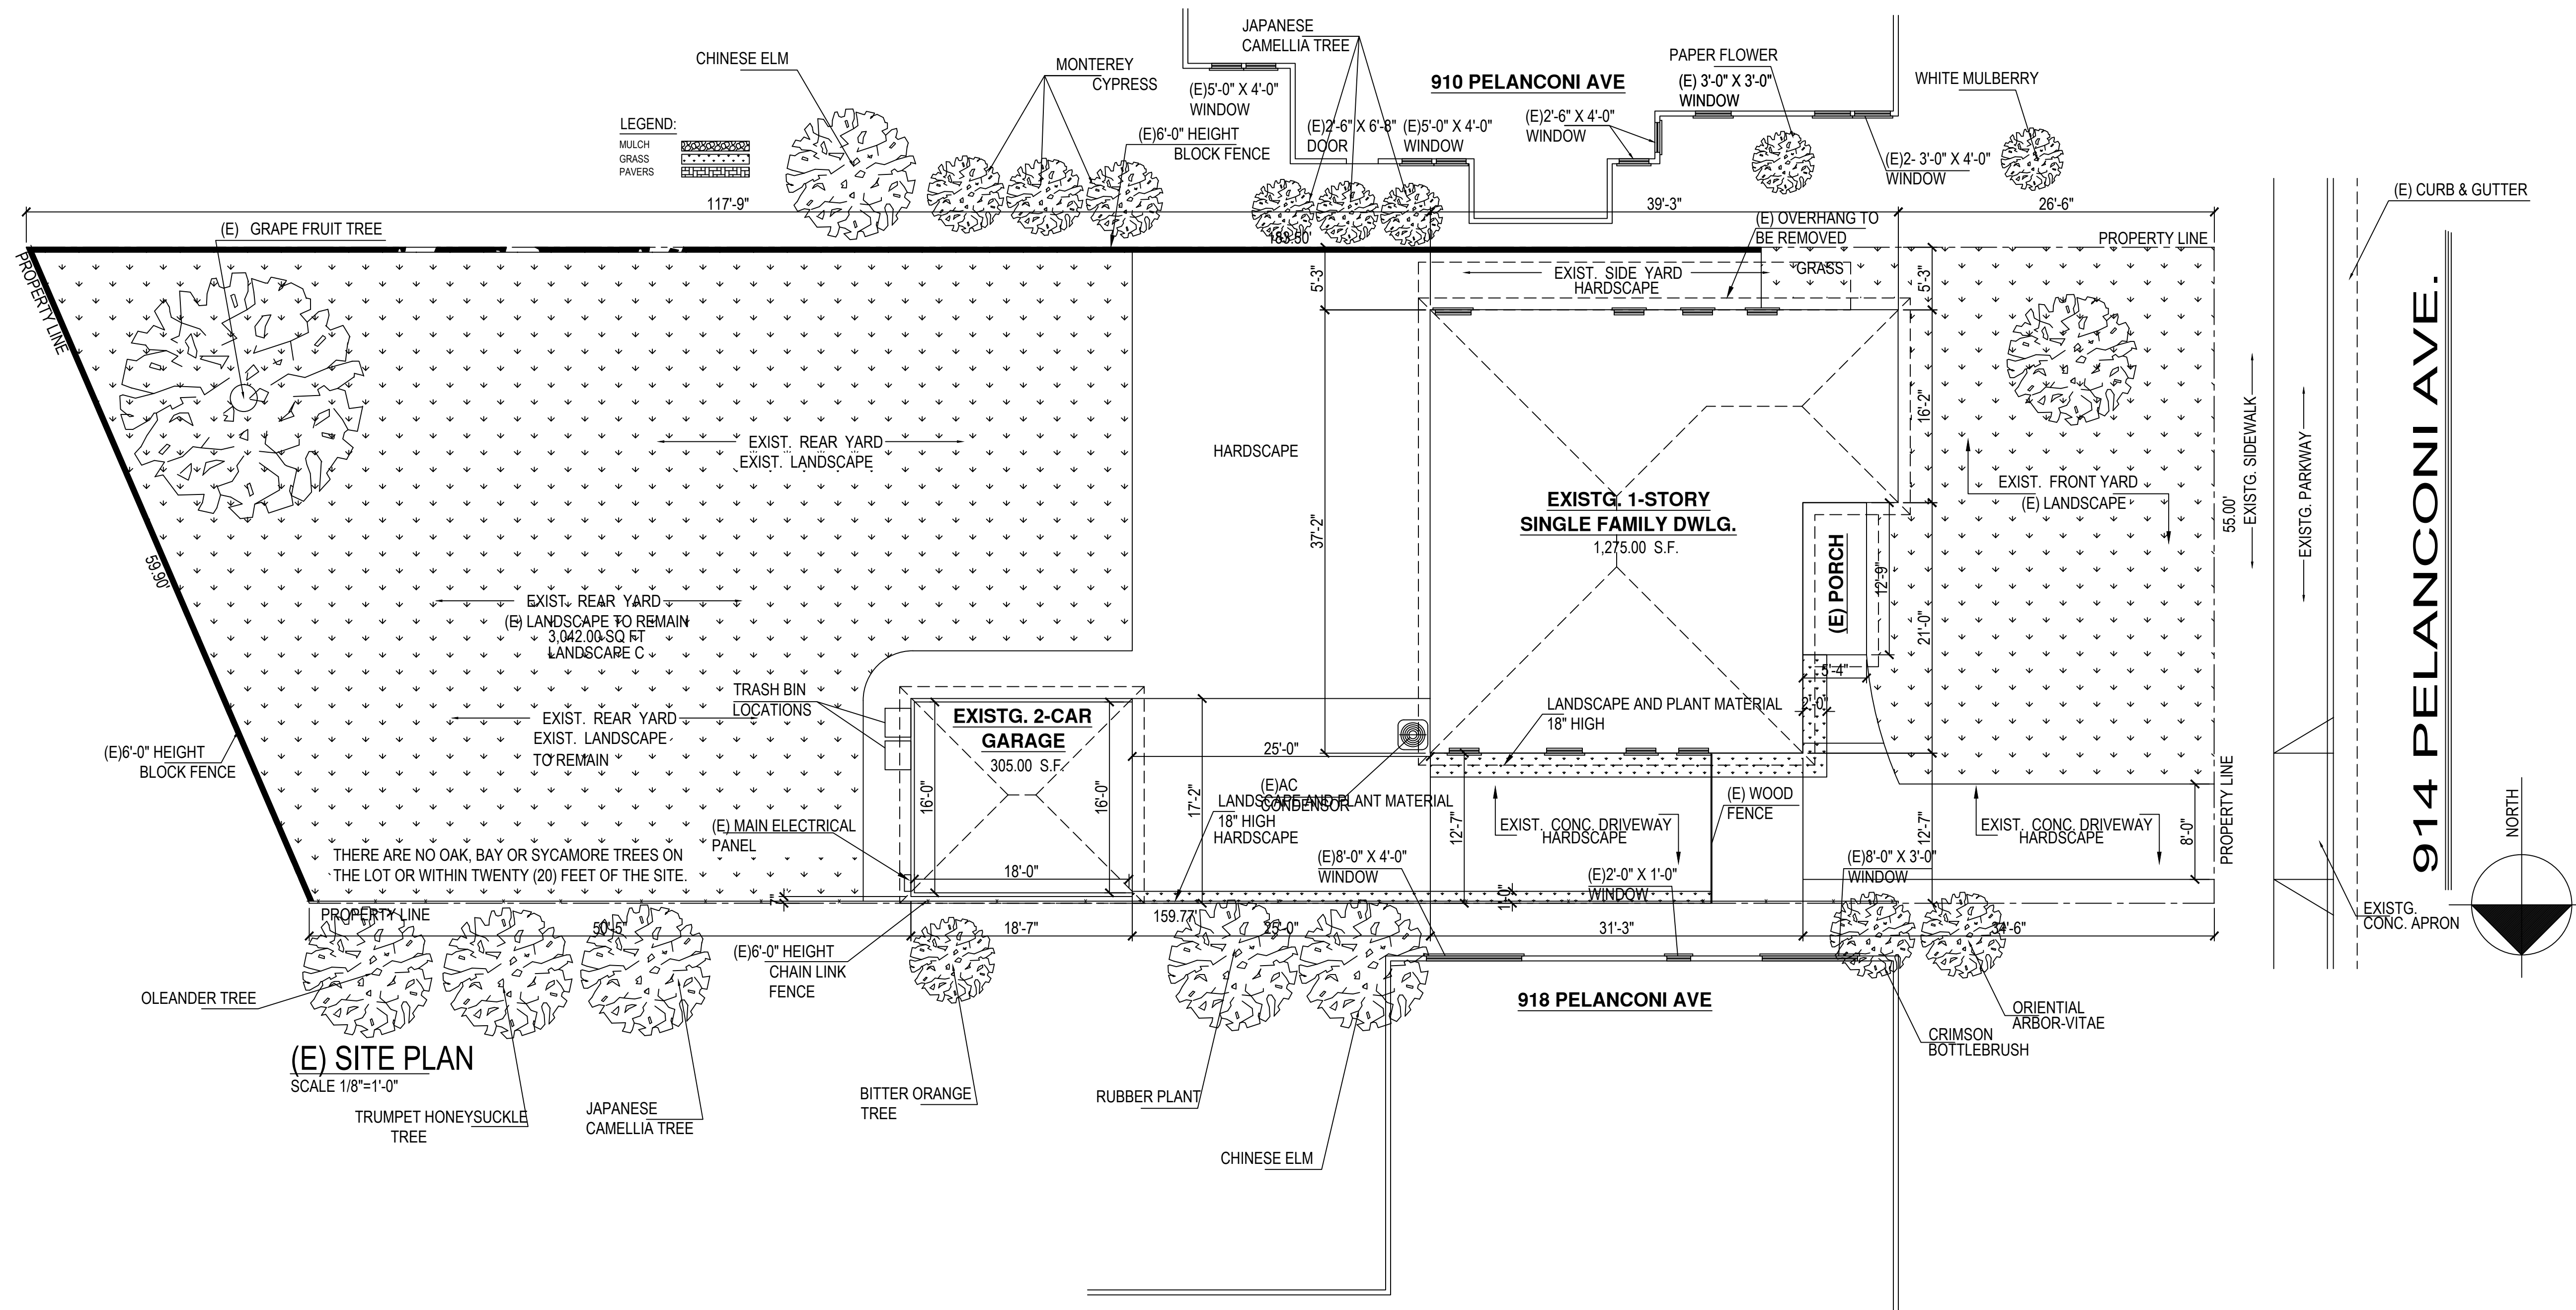 JAPANESE
CAMELLIA TREE
CHINESE ELM
MONTEREY
CYPRESS
PAPER FLOWER
(E) 3'-0" X 3'-0"
WINDOW
910 PELANCONI AVE
WHITE MULBERRY
(E)5'-0" X 4'-0"
WINDOW
LEGEND:
MULCH
GRASS
PAVERS
(E)6'-0" HEIGHT
BLOCK FENCE
(E)2'-6" X 6'-8"
DOOR
(E)5'-0" X 4'-0"
WINDOW
(E)2'-6" X 4'-0"
WINDOW
(E)2- 3'-0" X 4'-0"
WINDOW
(E) CURB & GUTTER
117'-9"
39'-3"
26'-6"
(E) GRAPE FRUIT TREE
183.50'
(E) OVERHANG TO
BE REMOVED
PROPERTY LINE
PROPERTY LINE
5'-3"
EXIST. SIDE YARD
HARDSCAPE
GRASS
5'-3"
16'-2"
EXIST. REAR YARD
EXIST. LANDSCAPE
HARDSCAPE
37'-2"
EXISTG. 1-STORY
SINGLE FAMILY DWLG.
1,275.00 S.F.
EXIST. FRONT YARD
(E) LANDSCAPE
55.00'
EXISTG. SIDEWALK
EXISTG. PARKWAY
914 PELANCONI AVE.
59.90'
(E) PORCH
12'-9"
21'-0"
5'-4"
2'-0"
EXIST. REAR YARD
(E) LANDSCAPE TO REMAIN
3,042.00 SQ FT
LANDSCAPE C
TRASH BIN
LOCATIONS
EXIST. REAR YARD
EXIST. LANDSCAPE
TO REMAIN
(E)6'-0" HEIGHT
BLOCK FENCE
EXISTG. 2-CAR
GARAGE
305.00 S.F.
16'-0"
16'-0"
18'-0"
17'-2"
25'-0"
LANDSCAPE AND PLANT MATERIAL
18" HIGH
(E)AC
CONDENSOR
LANDSCAPE AND PLANT MATERIAL
18" HIGH
HARDSCAPE
12'-7"
EXIST. CONC. DRIVEWAY
HARDSCAPE
(E) WOOD
FENCE
12'-7"
EXIST. CONC. DRIVEWAY
HARDSCAPE
8'-0"
PROPERTY LINE
NORTH
(E) MAIN ELECTRICAL
PANEL
THERE ARE NO OAK, BAY OR SYCAMORE TREES ON
THE LOT OR WITHIN TWENTY (20) FEET OF THE SITE.
(E)8'-0" X 4'-0"
WINDOW
(E)2'-0" X 1'-0"
WINDOW
(E)8'-0" X 3'-0"
WINDOW
7"
1'-0"
PROPERTY LINE
159.77'
50'-5"
18'-7"
25'-0"
31'-3"
34'-6"
EXISTG.
CONC. APRON
(E)6'-0" HEIGHT
CHAIN LINK
FENCE
OLEANDER TREE
918 PELANCONI AVE
ORIENTIAL
ARBOR-VITAE
CRIMSON
BOTTLEBRUSH
(E) SITE PLAN
SCALE 1/8"=1'-0"
TRUMPET HONEYSUCKLE
TREE
JAPANESE
CAMELLIA TREE
BITTER ORANGE
TREE
RUBBER PLANT
CHINESE ELM